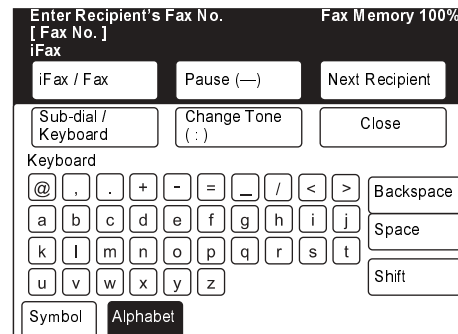 Enter Recipient's Fax No. Fax Memory 100%
[ Fax No. ]
iFax
iFax / Fax Pause (—) Next Recipient
Sub-dial / Keyboard Change Tone ( : ) Close
Keyboard
@ , . + - = _ / < > Backspace
a b c d e f g h i j Space
k l m n o p q r s t
u v w x y z Shift
Symbol Alphabet